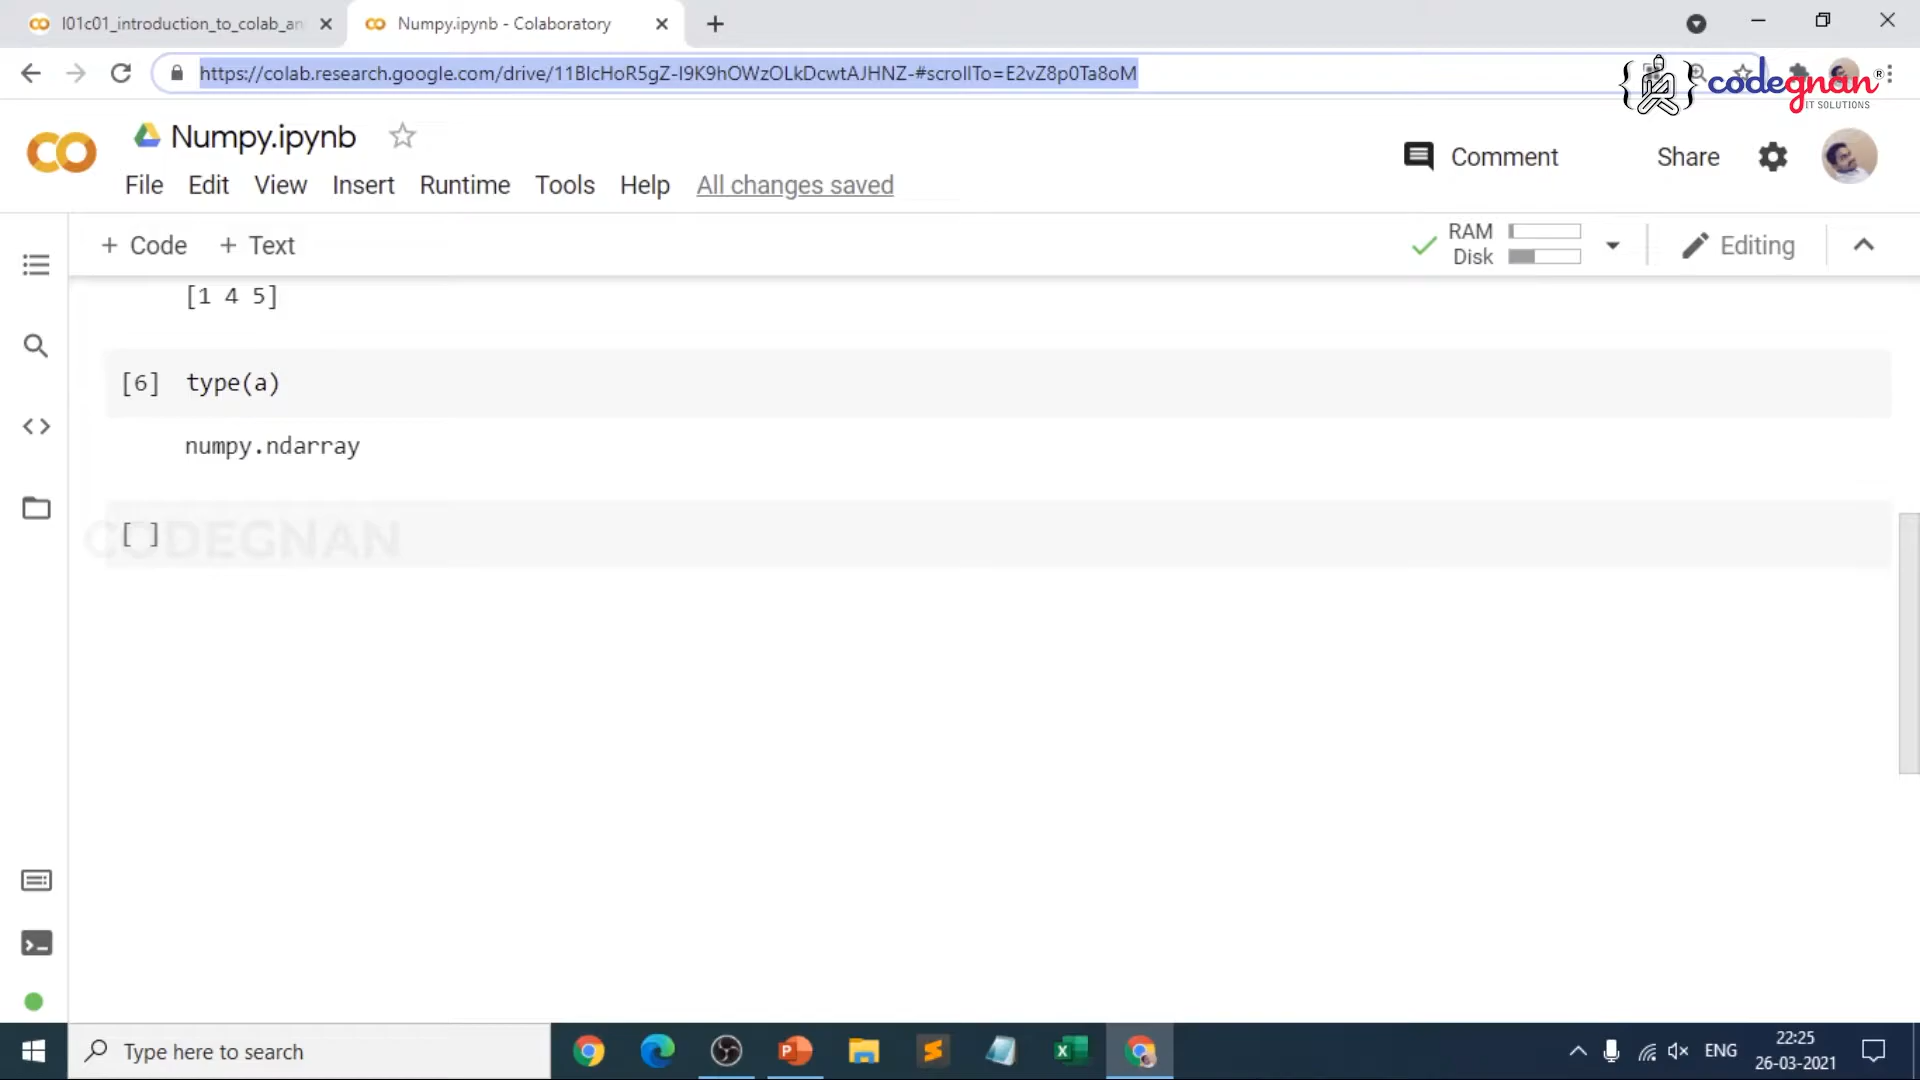 l01c01_introduction_to_colab_an
Numpy.ipynb - Colaboratory
https://colab.research.google.com/drive/11BIcHoR5gZ-I9K9hOWzOLkDcwtAJHNZ-#scrollTo=E2vZ8p0Ta8oM
codegnan®
IT SOLUTIONS
CO
Numpy.ipynb
Comment
Share
File Edit View Insert Runtime Tools Help All changes saved
+ Code + Text
RAM
Disk
Editing
[1 4 5]
[6] type(a)
numpy.ndarray
[ ]
CODEGNAN
Type here to search
ENG
22:25
26-03-2021